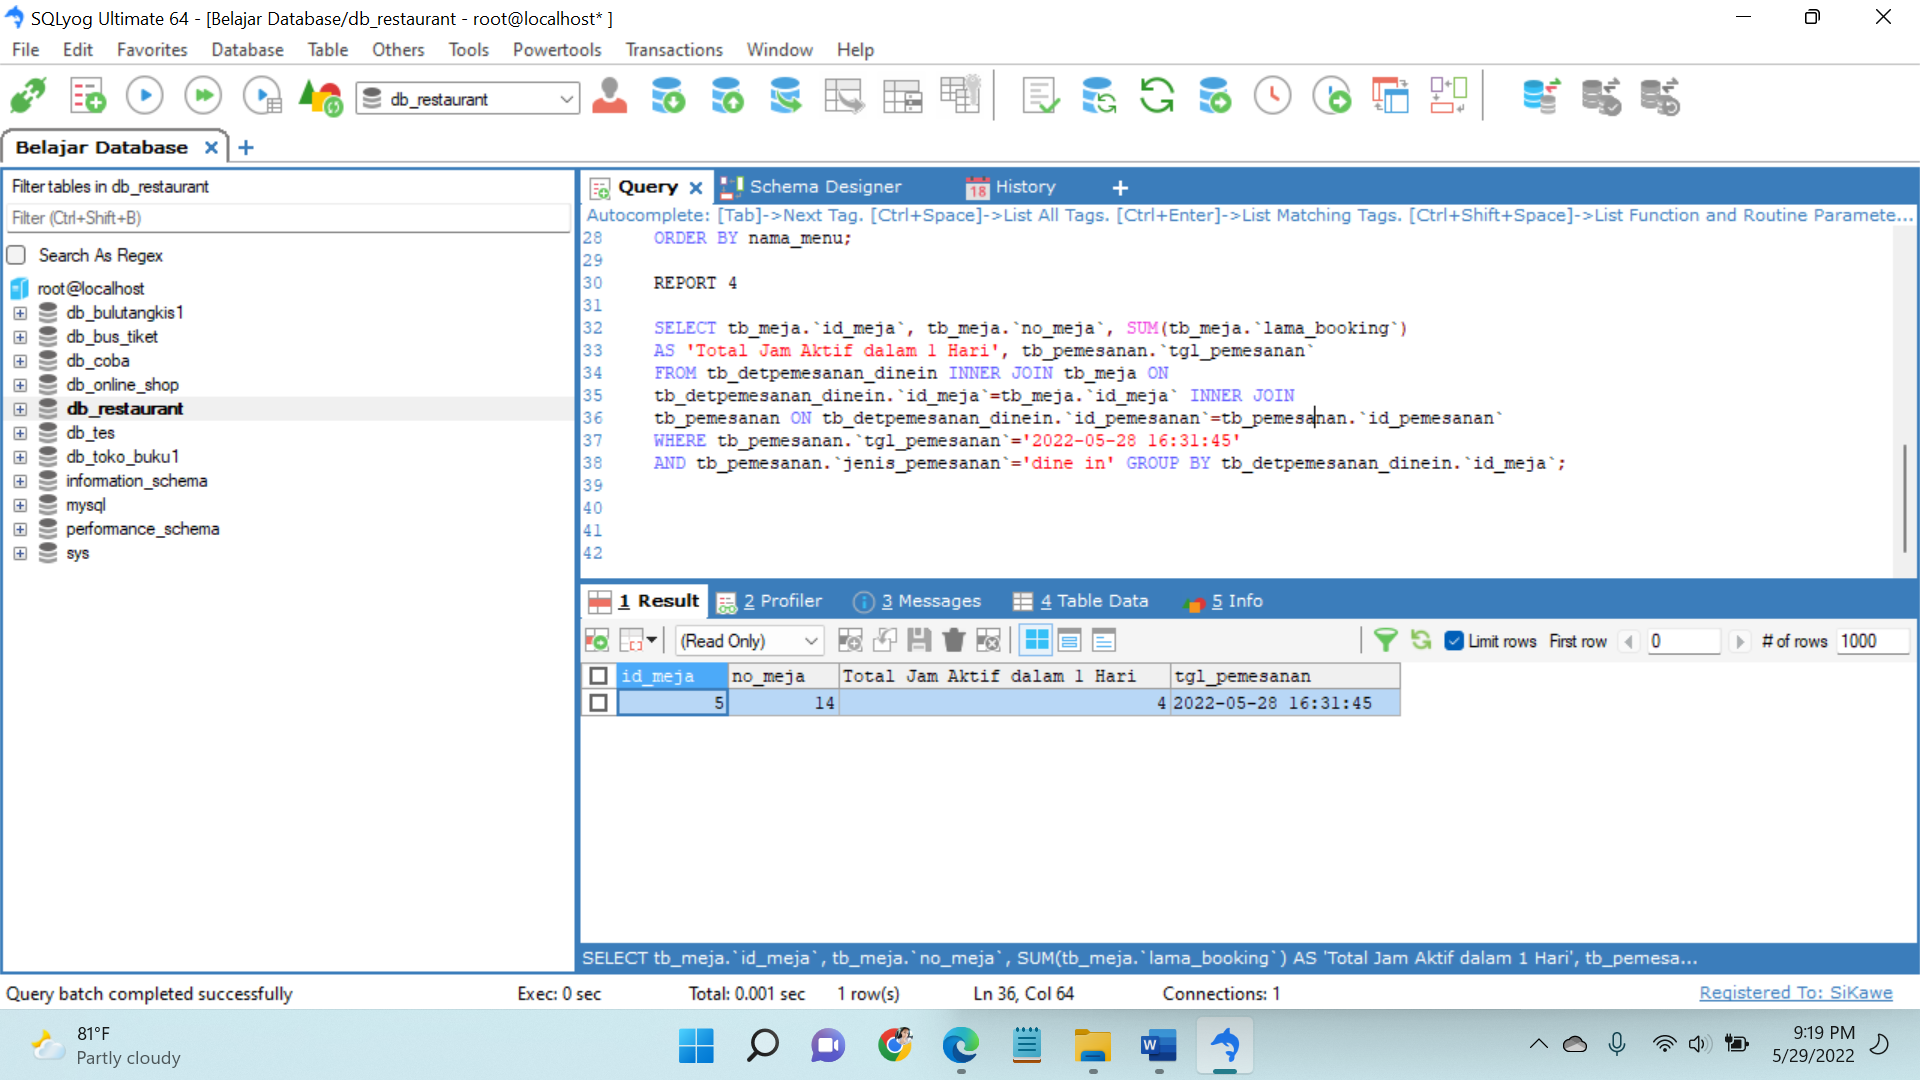 SQLyog Ultimate 64 - [Belajar Database/db_restaurant - root@localhost* ]
File Edit Favorites Database Table Others Tools Powertools Transactions Window Help
db_restaurant
Belajar Database
Filter tables in db_restaurant
Filter (Ctrl+Shift+B)
Search As Regex
root@localhost
db_bulutangkis1
db_bus_tiket
db_coba
db_online_shop
db_restaurant
db_tes
db_toko_buku1
information_schema
mysql
performance_schema
sys
Query Schema Designer 18 History
Autocomplete: [Tab]->Next Tag. [Ctrl+Space]->List All Tags. [Ctrl+Enter]->List Matching Tags. [Ctrl+Shift+Space]->List Function and Routine Paramete...
28 ORDER BY nama_menu;
29
30 REPORT 4
31
32 SELECT tb_meja.`id_meja`, tb_meja.`no_meja`, SUM(tb_meja.`lama_booking`)
33 AS 'Total Jam Aktif dalam 1 Hari', tb_pemesanan.`tgl_pemesanan`
34 FROM tb_detpemesanan_dinein INNER JOIN tb_meja ON
35 tb_detpemesanan_dinein.`id_meja`=tb_meja.`id_meja` INNER JOIN
36 tb_pemesanan ON tb_detpemesanan_dinein.`id_pemesanan`=tb_pemesanan.`id_pemesanan`
37 WHERE tb_pemesanan.`tgl_pemesanan`='2022-05-28 16:31:45'
38 AND tb_pemesanan.`jenis_pemesanan`='dine in' GROUP BY tb_detpemesanan_dinein.`id_meja`;
39
40
41
42
1 Result 2 Profiler 3 Messages 4 Table Data 5 Info
(Read Only) Limit rows First row 0 # of rows 1000
id_meja no_meja Total Jam Aktif dalam 1 Hari tgl_pemesanan
5 14 4 2022-05-28 16:31:45
SELECT tb_meja.`id_meja`, tb_meja.`no_meja`, SUM(tb_meja.`lama_booking`) AS 'Total Jam Aktif dalam 1 Hari', tb_pemesa...
Query batch completed successfully Exec: 0 sec Total: 0.001 sec 1 row(s) Ln 36, Col 64 Connections: 1 Registered To: SiKawe
81°F
Partly cloudy
W
9:19 PM
5/29/2022